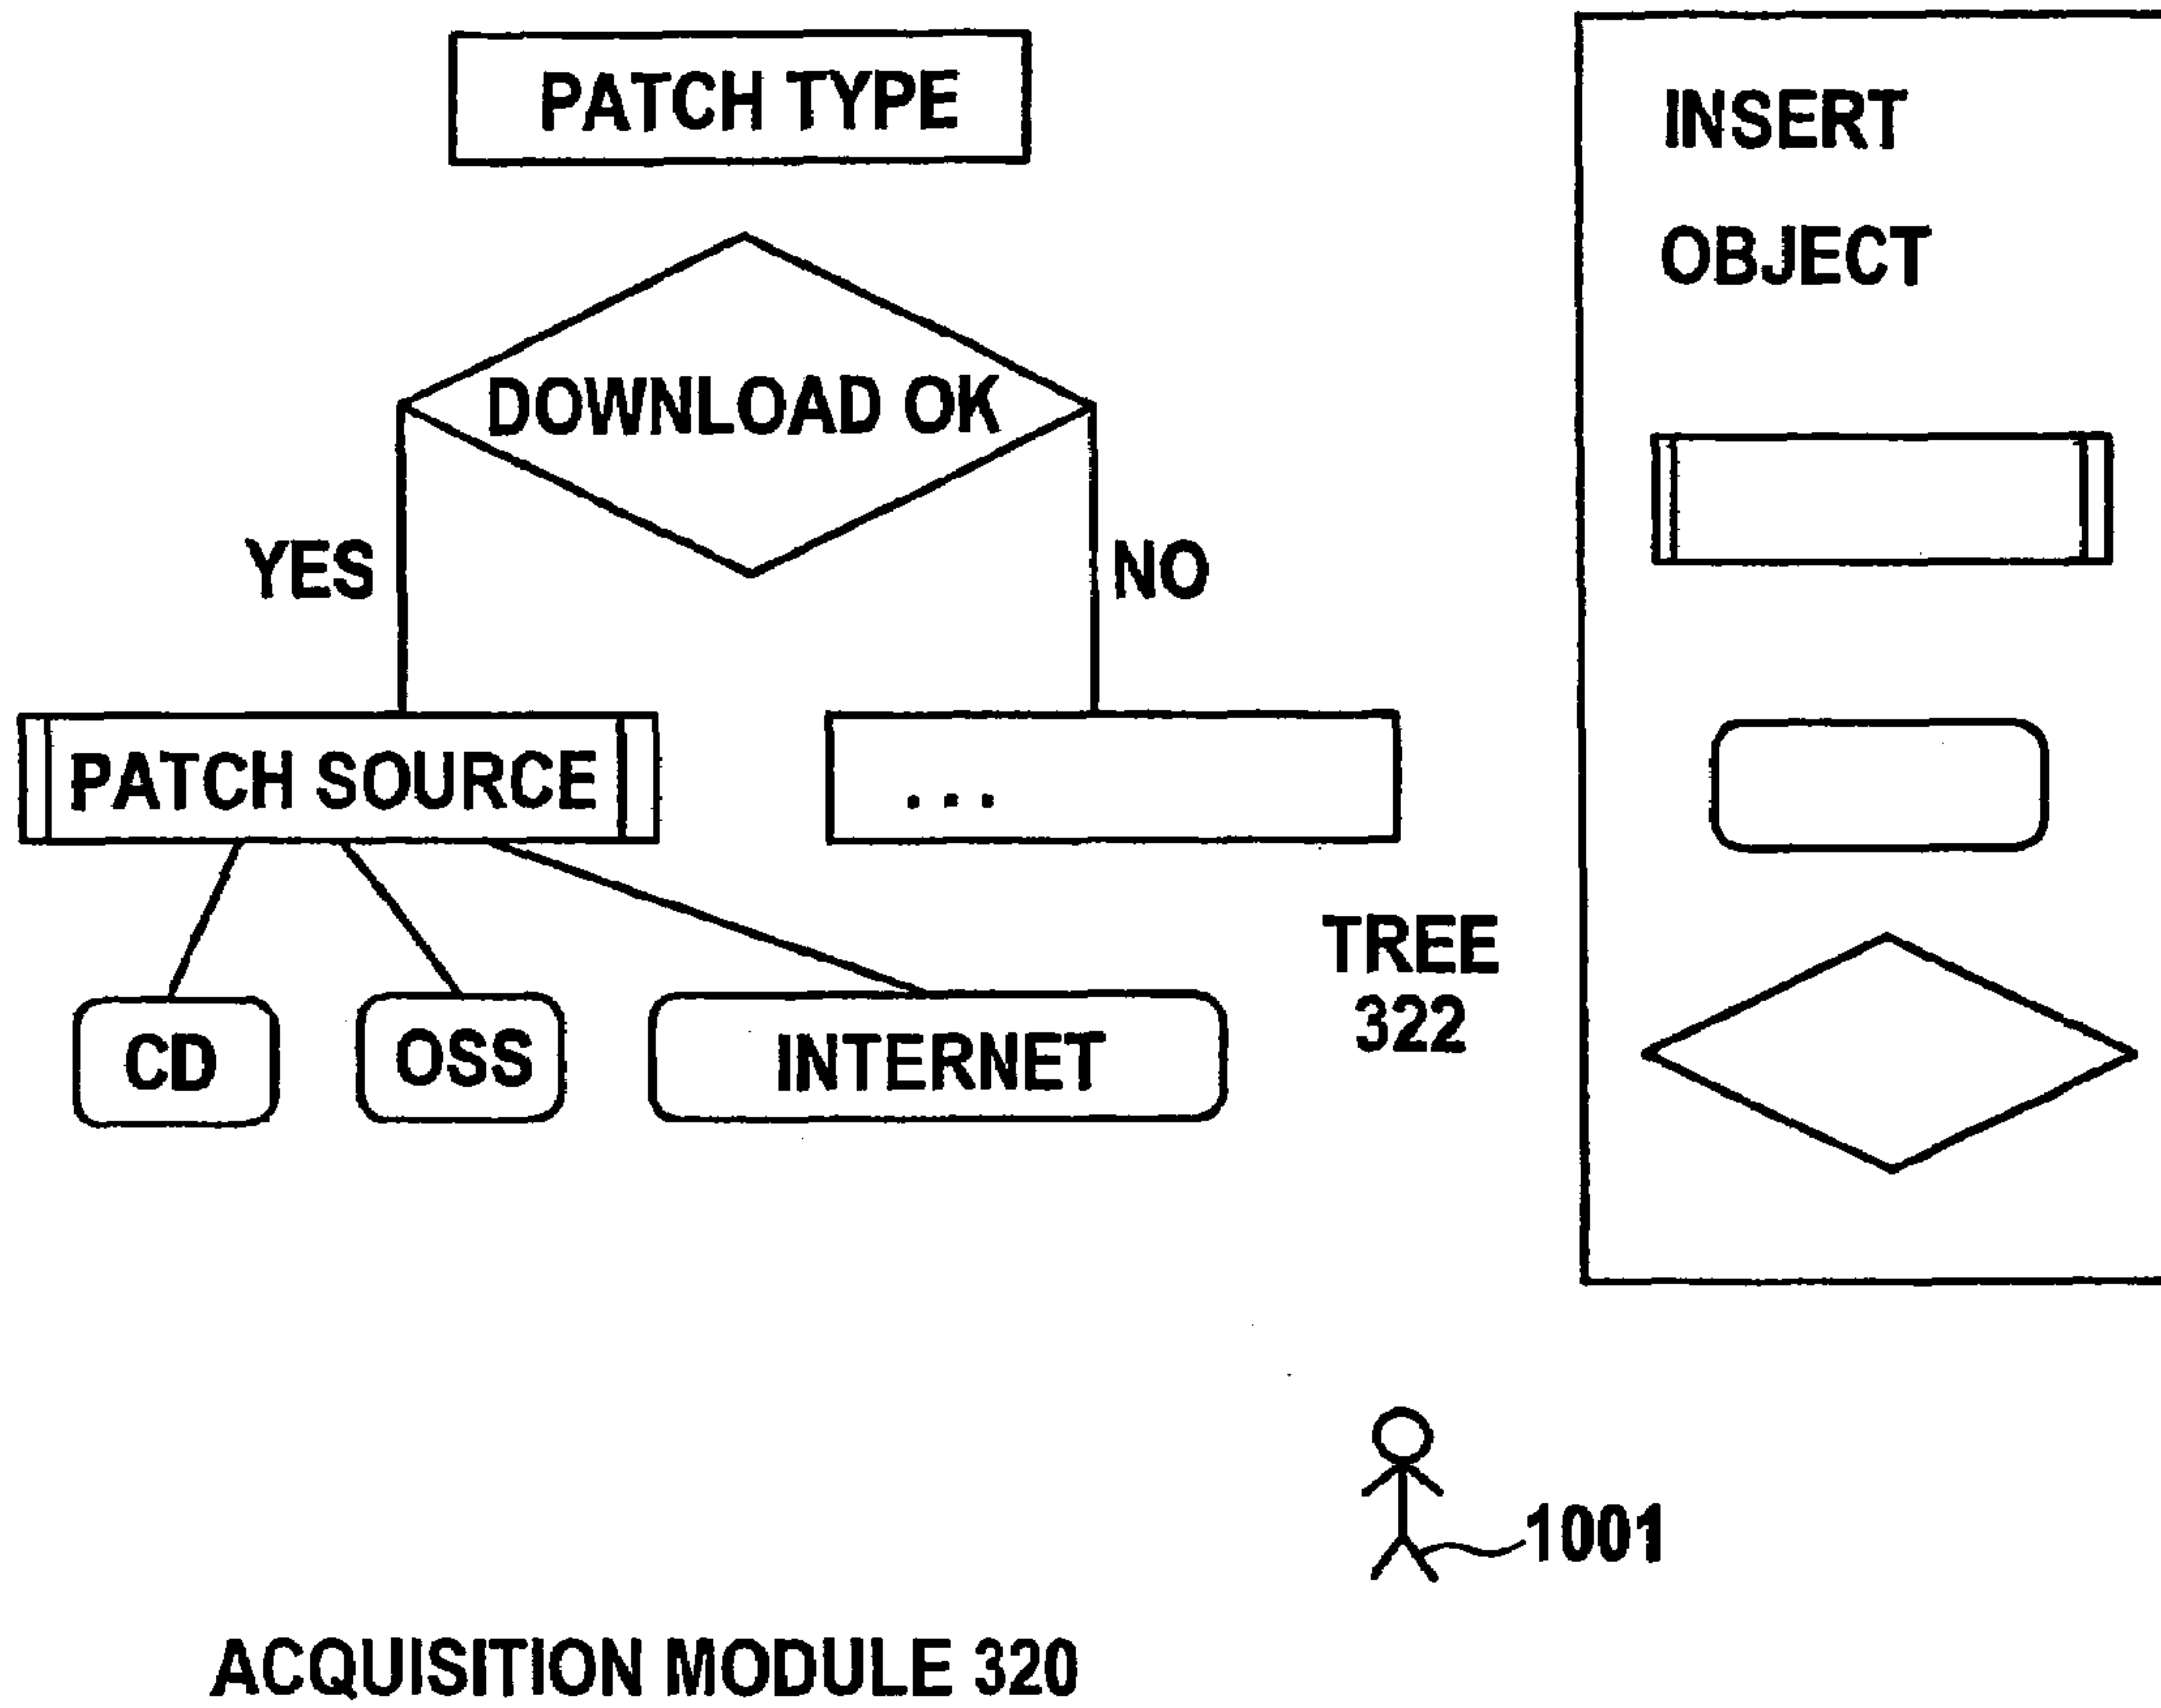 PATCH TYPE
DOWNLOAD OK
YES
NO
PATCH SOURCE
...
CD
OSS
INTERNET
TREE
322
INSERT
OBJECT
1001
ACQUISITION MODULE 320